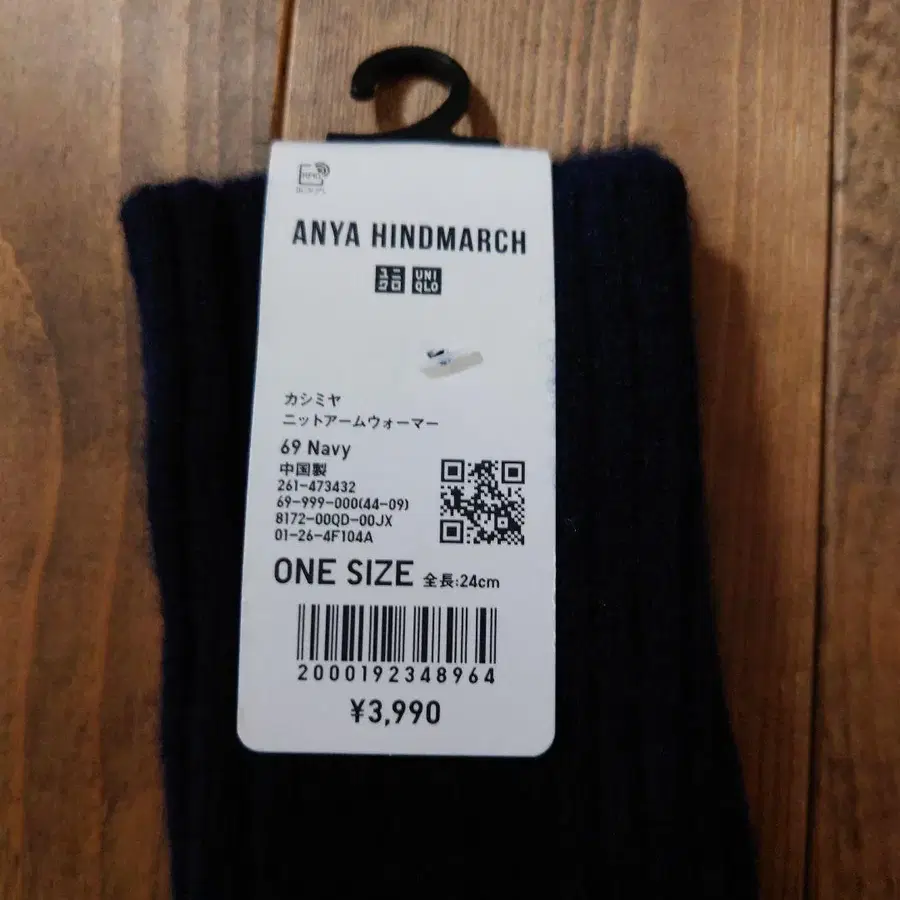 ANYA HINDMARCH
ユニ
クロ
UNI
QLO
カシミヤ
ニットアームウォーマー
69 Navy
中国製
261-473432
69-999-000(44-09)
8172-00QD-00JX
01-26-4F104A
ONE SIZE 全長:24cm
2000192348964
¥3,990